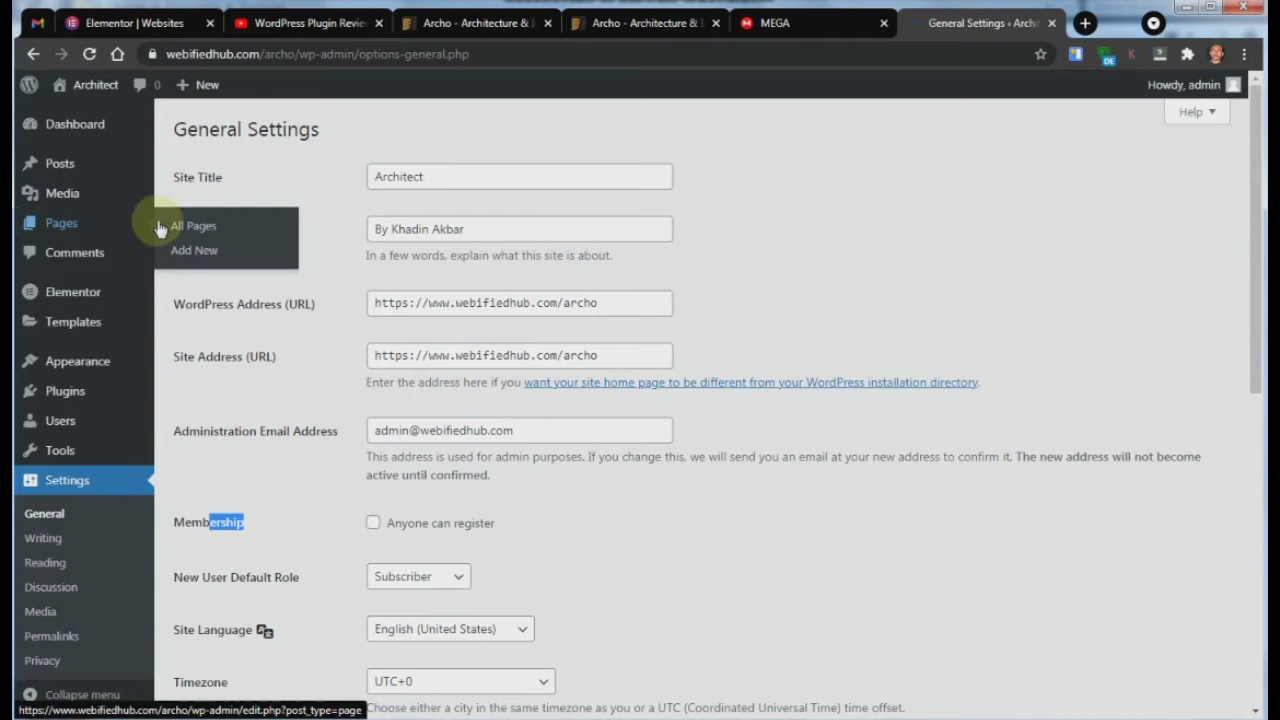 Elementor | Websites
WordPress Plugin Revie
Archo - Architecture & I
Archo - Architecture & I
MEGA
General Settings ‹ Archi
webifiedhub.com/archo/wp-admin/options-general.php
DE
K
Architect
0
New
Howdy, admin
Help
Dashboard
Posts
Media
Pages
Comments
Elementor
Templates
Appearance
Plugins
Users
Tools
Settings
General
Writing
Reading
Discussion
Media
Permalinks
Privacy
Collapse menu
All Pages
Add New
General Settings
Site Title
Architect
By Khadin Akbar
In a few words, explain what this site is about.
WordPress Address (URL)
https://www.webifiedhub.com/archo
Site Address (URL)
https://www.webifiedhub.com/archo
Enter the address here if you want your site home page to be different from your WordPress installation directory.
Administration Email Address
admin@webifiedhub.com
This address is used for admin purposes. If you change this, we will send you an email at your new address to confirm it. The new address will not become
active until confirmed.
Membership
Anyone can register
New User Default Role
Subscriber
Site Language
English (United States)
Timezone
UTC+0
Choose either a city in the same timezone as you or a UTC (Coordinated Universal Time) time offset.
https://www.webifiedhub.com/archo/wp-admin/edit.php?post_type=page